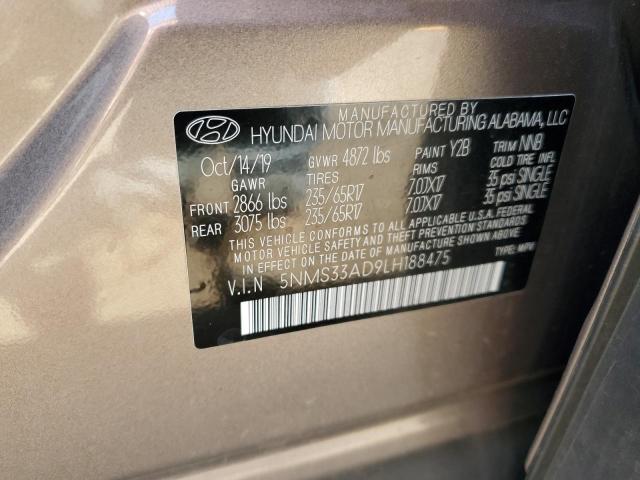 MANUFACTURED BY
HYUNDAI MOTOR MANUFACTURING ALABAMA, LLC
Oct/14/19 GVWR 4872 lbs PAINT Y2B TRIM NNB
GAWR TIRES RIMS COLD TIRE INFL.
FRONT 2866 lbs 235/65R17 7.0JX17 35 psi SINGLE
REAR 3075 lbs 235/65R17 7.0JX17 35 psi SINGLE
THIS VEHICLE CONFORMS TO ALL APPLICABLE U.S.A. FEDERAL
MOTOR VEHICLE SAFETY AND THEFT PREVENTION STANDARDS
IN EFFECT ON THE DATE OF MANUFACTURE SHOWN ABOVE.
V.I.N 5NMS33AD9LH188475 TYPE: MPV